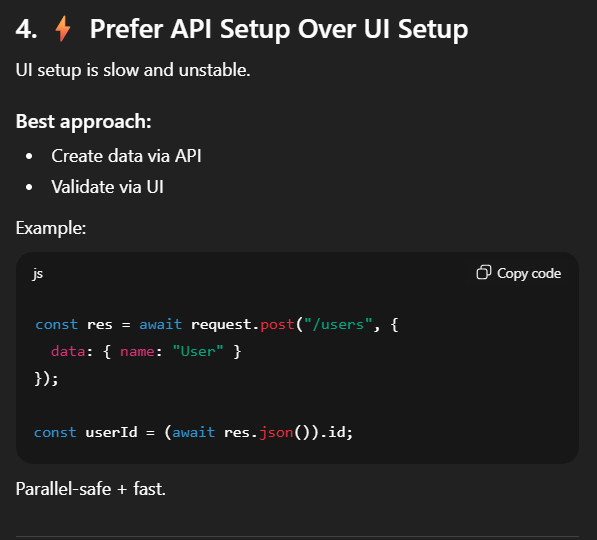 4. ⚡ Prefer API Setup Over UI Setup
UI setup is slow and unstable.
Best approach:
• Create data via API
• Validate via UI
Example:
js
Copy code
const res = await request.post("/users", {
  data: { name: "User" }
});
const userId = (await res.json()).id;
Parallel-safe + fast.